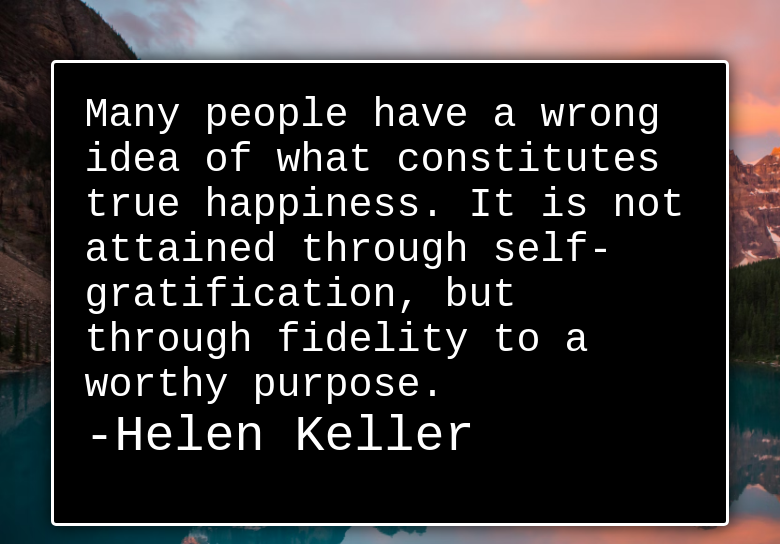 Many people have a wrong
idea of what constitutes
true happiness. It is not
attained through self-
gratification, but
through fidelity to a
worthy purpose.
-Helen Keller